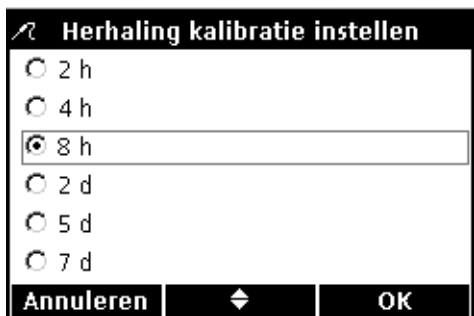 Herhaling kalibratie instellen
2 h
4 h
8 h
2 d
5 d
7 d
Annuleren OK